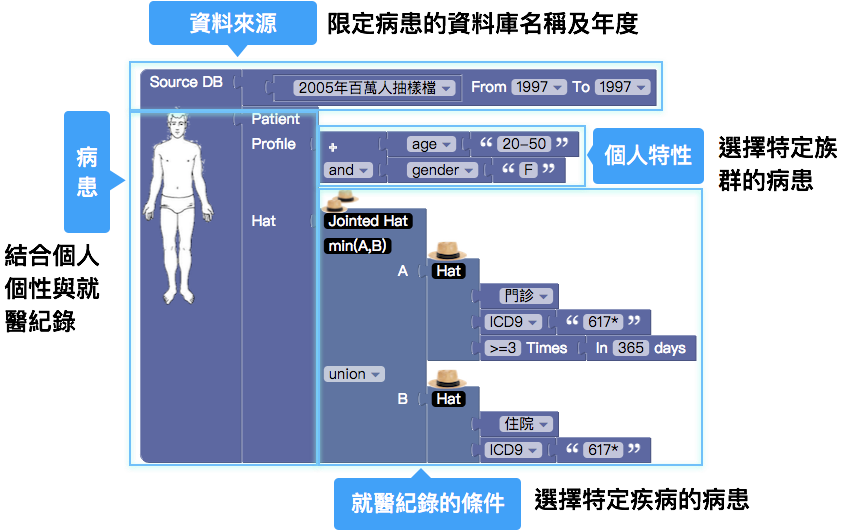 資料來源
限定病患的資料庫名稱及年度
Source DB
2005年百萬人抽樣檔
From 1997 To 1997
病患
Patient
Profile
+ age “ 20-50 ”
and gender “ F ”
個人特性
選擇特定族
群的病患
結合個人
個性與就
醫紀錄
Hat
Jointed Hat
min(A,B)
A Hat
門診
ICD9 “ 617* ”
>=3 Times In 365 days
union
B Hat
住院
ICD9 “ 617* ”
就醫紀錄的條件
選擇特定疾病的病患